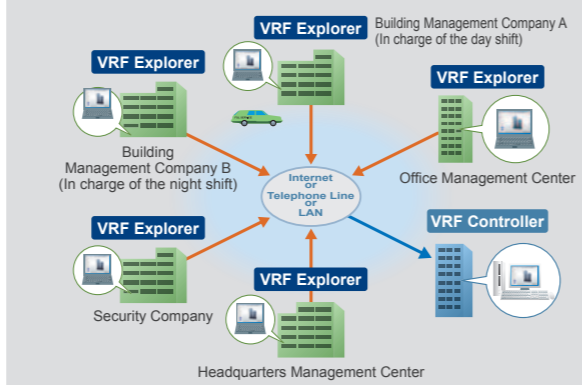 VRF Explorer
Building Management Company A
(In charge of the day shift)
VRF Explorer
Building
Management Company B
(In charge of the night shift)
VRF Explorer
Office Management Center
Internet
or
Telephone Line
or
LAN
VRF Explorer
Security Company
VRF Controller
VRF Explorer
Headquarters Management Center